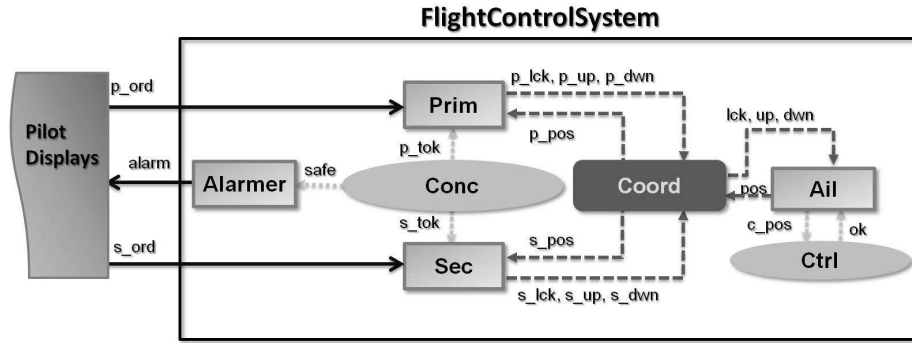 FlightControlSystem
p_ord
p_lck, p_up, p_dwn
Prim
p_pos
lck, up, dwn
Pilot
Displays
alarm
p_tok
safe
Alarmer
Conc
Coord
pos
Ail
s_tok
c_pos
ok
s_ord
s_pos
Sec
Ctrl
s_lck, s_up, s_dwn